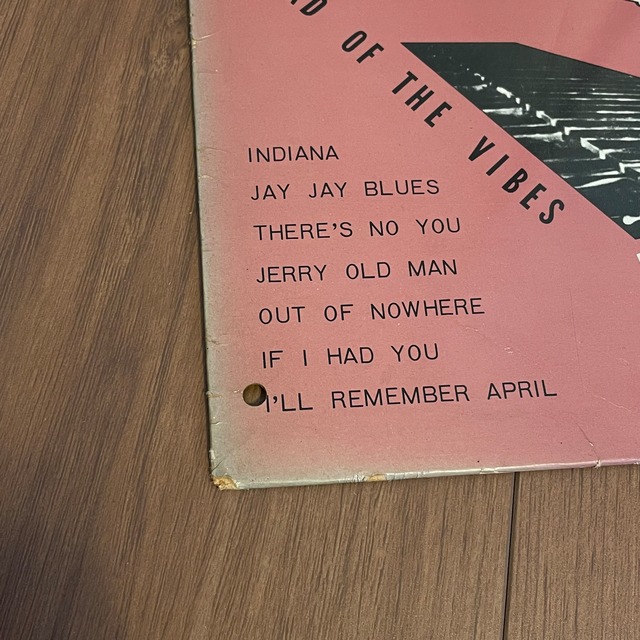 OF THE VIBES
INDIANA
JAY JAY BLUES
THERE'S NO YOU
JERRY OLD MAN
OUT OF NOWHERE
IF I HAD YOU
I'LL REMEMBER APRIL